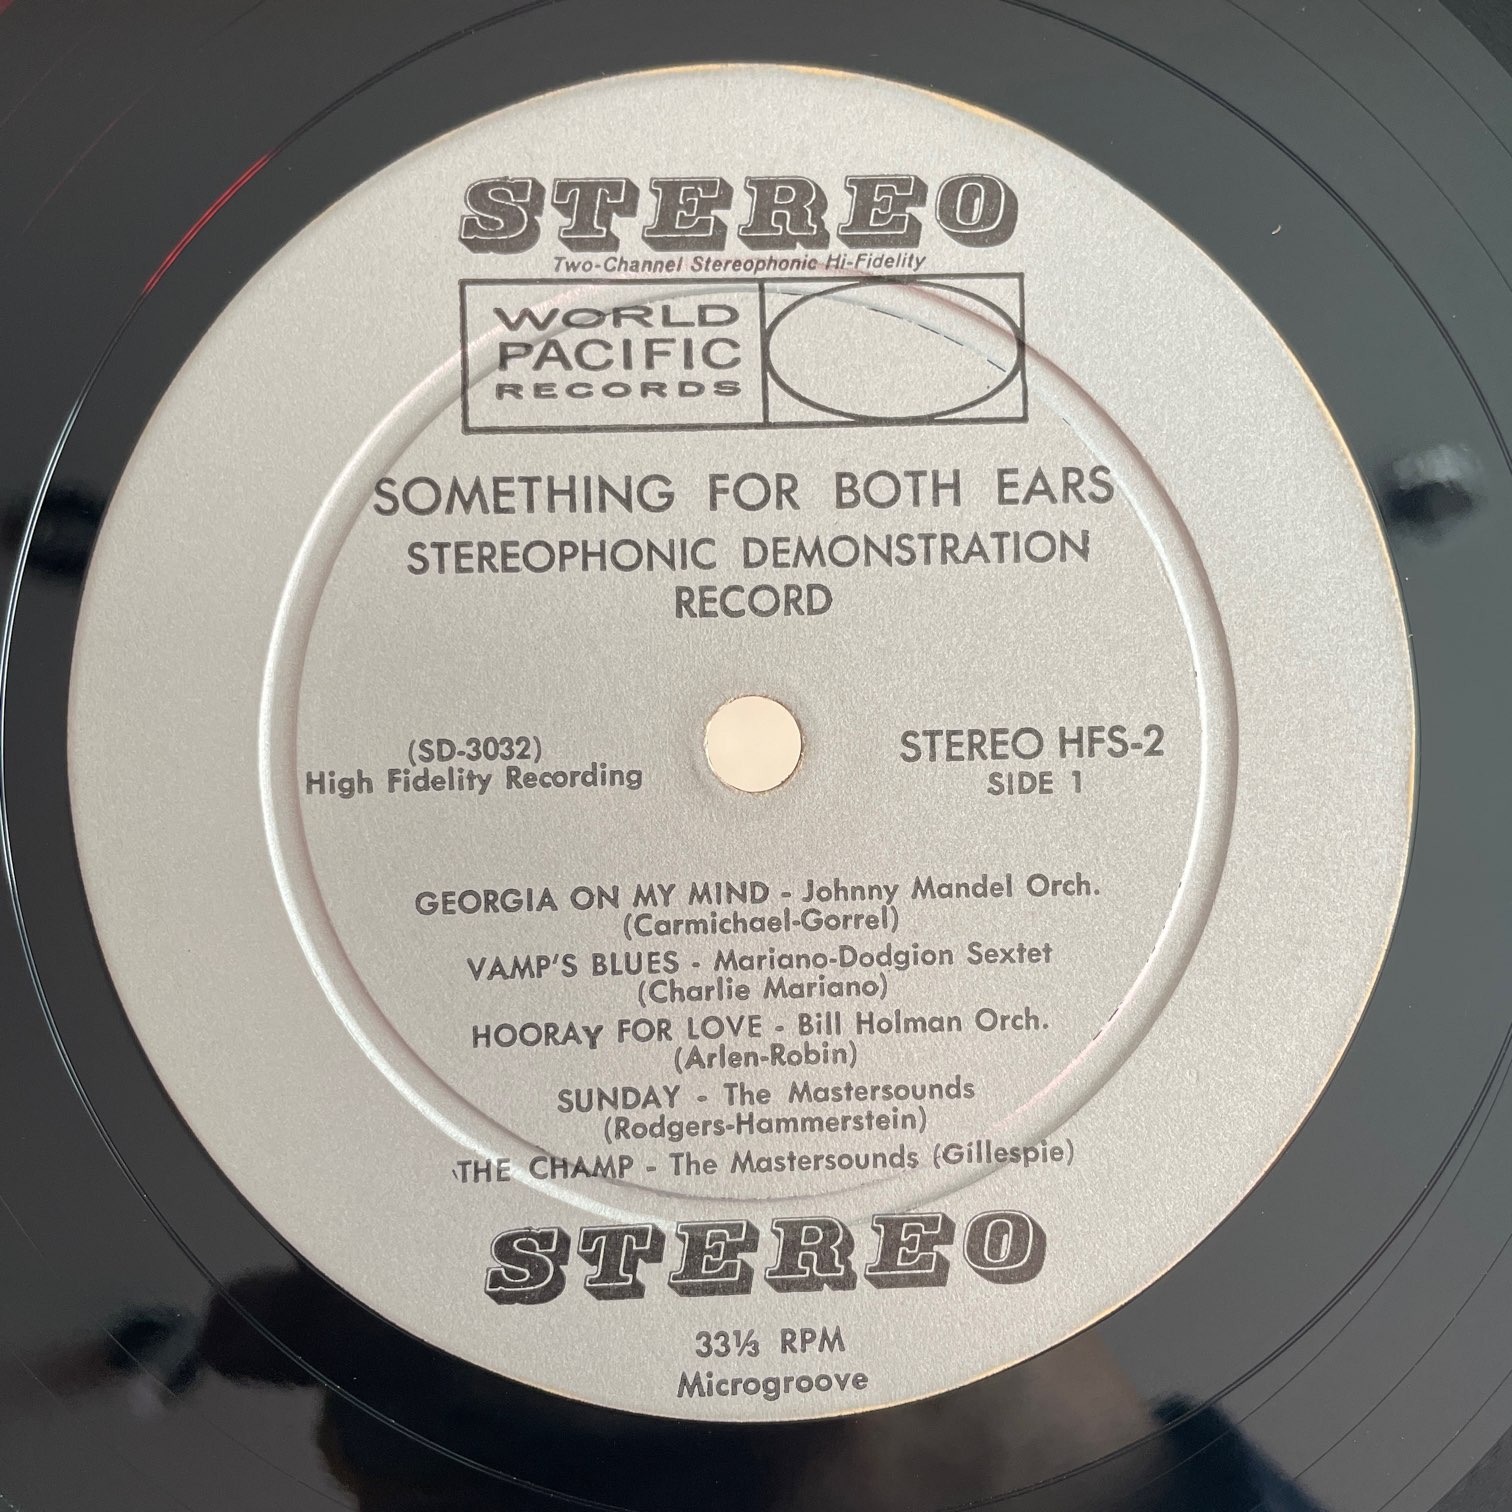 STEREO
Two-Channel Stereophonic Hi-Fidelity
WORLD
PACIFIC
RECORDS
SOMETHING FOR BOTH EARS
STEREOPHONIC DEMONSTRATION
RECORD
(SD-3032)
High Fidelity Recording
STEREO HFS-2
SIDE 1
GEORGIA ON MY MIND - Johnny Mandel Orch.
(Carmichael-Gorrel)
VAMP'S BLUES - Mariano-Dodgion Sextet
(Charlie Mariano)
HOORAY FOR LOVE - Bill Holman Orch.
(Arlen-Robin)
SUNDAY - The Mastersounds
(Rodgers-Hammerstein)
THE CHAMP - The Mastersounds (Gillespie)
STEREO
33⅓ RPM
Microgroove